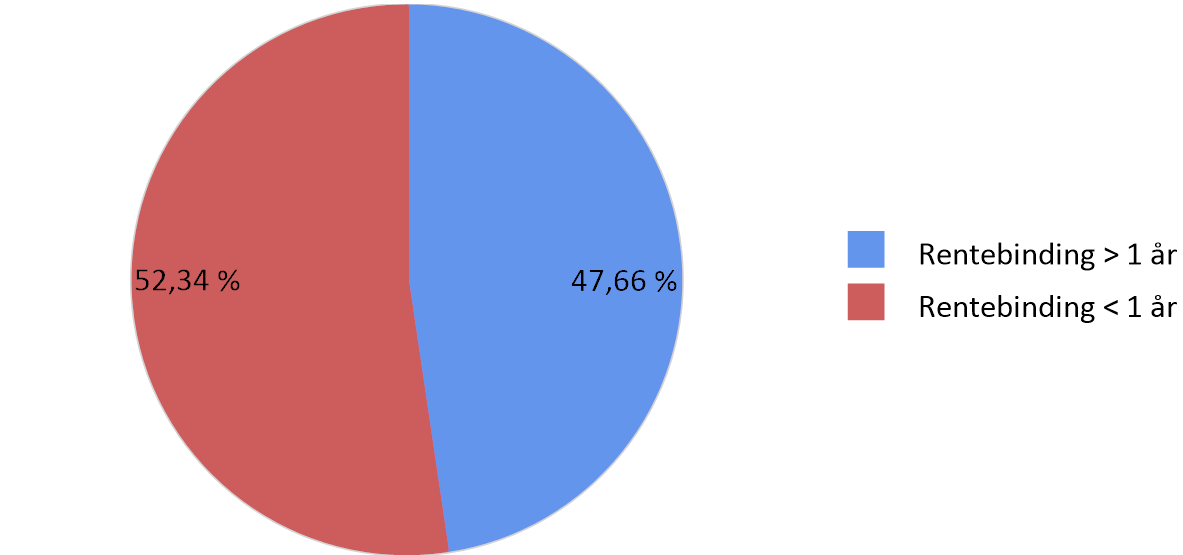 52,34 %
47,66 %
Rentebinding > 1 år
Rentebinding < 1 år